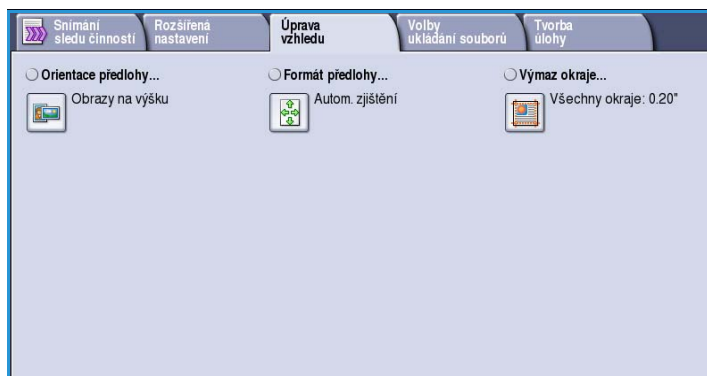 Snímání
sledu činností
Rozšířená
nastavení
Úprava
vzhledu
Volby
ukládání souborů
Tvorba
úlohy
Orientace předlohy...
Obrazy na výšku
Formát předlohy...
Autom. zjištění
Výmaz okraje...
Všechny okraje: 0.20"